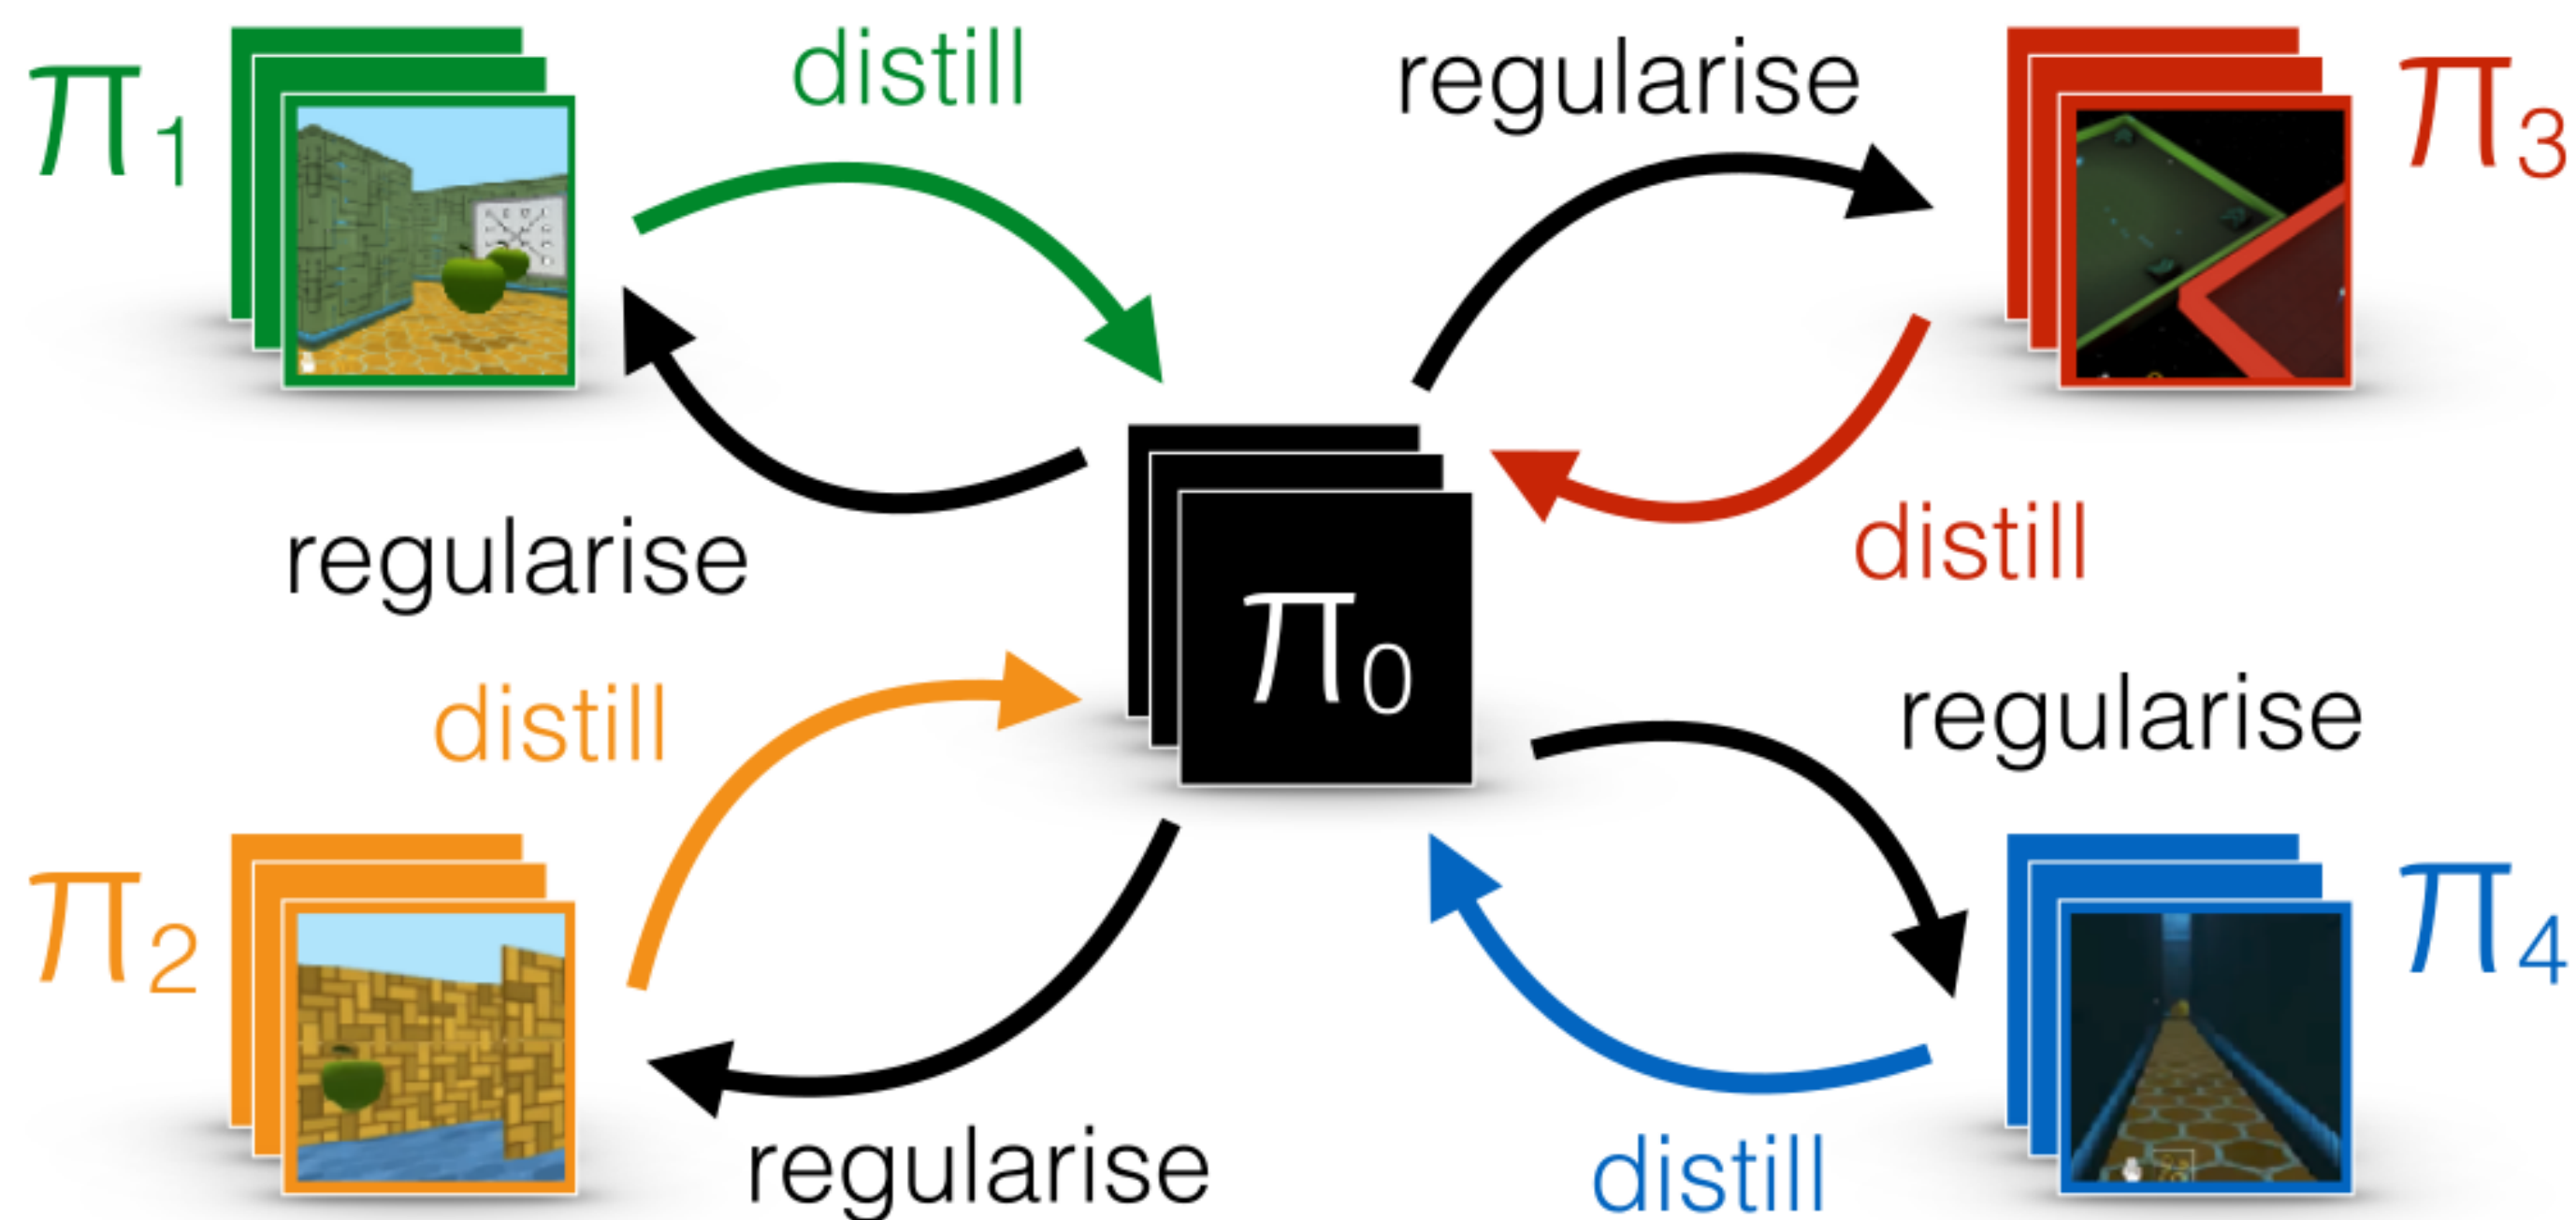 π1
distill
regularise
π3
regularise
distill
π0
distill
regularise
π2
regularise
distill
π4